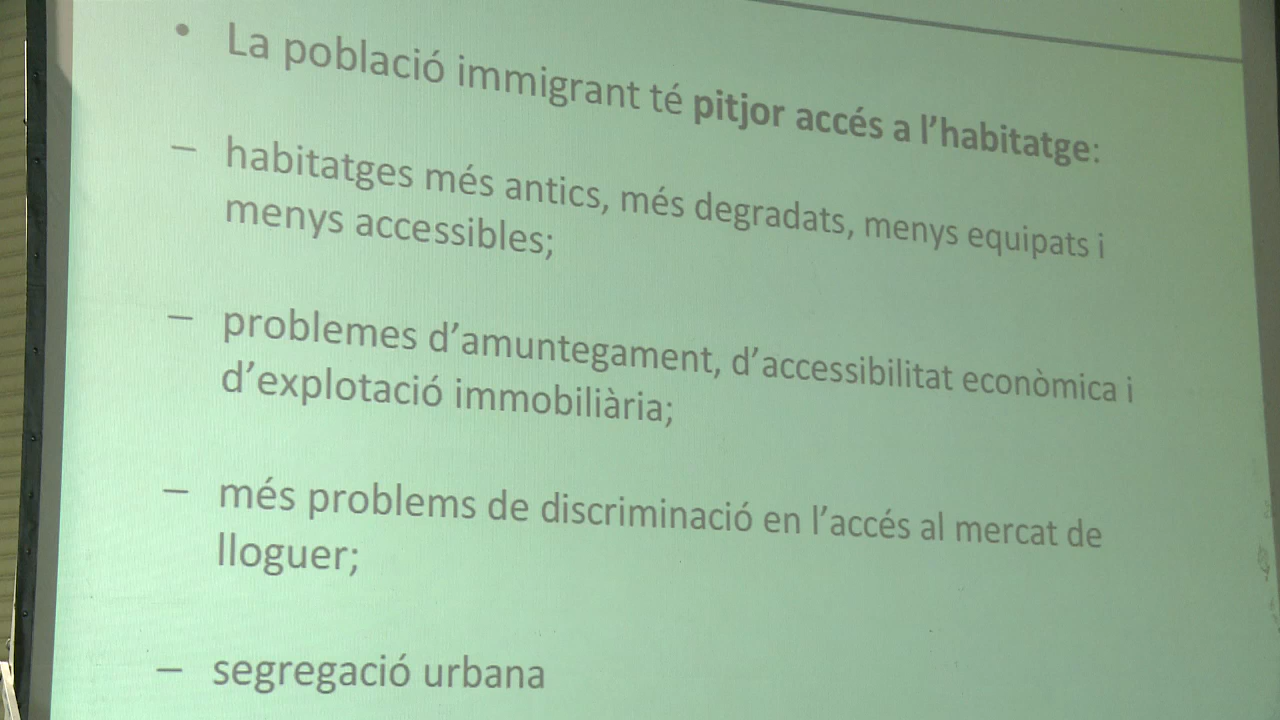 • La població immigrant té pitjor accés a l’habitatge:
– habitatges més antics, més degradats, menys equipats i
menys accessibles;
– problemes d’amuntegament, d’accessibilitat econòmica i
d’explotació immobiliària;
– més problems de discriminació en l’accés al mercat de
lloguer;
– segregació urbana